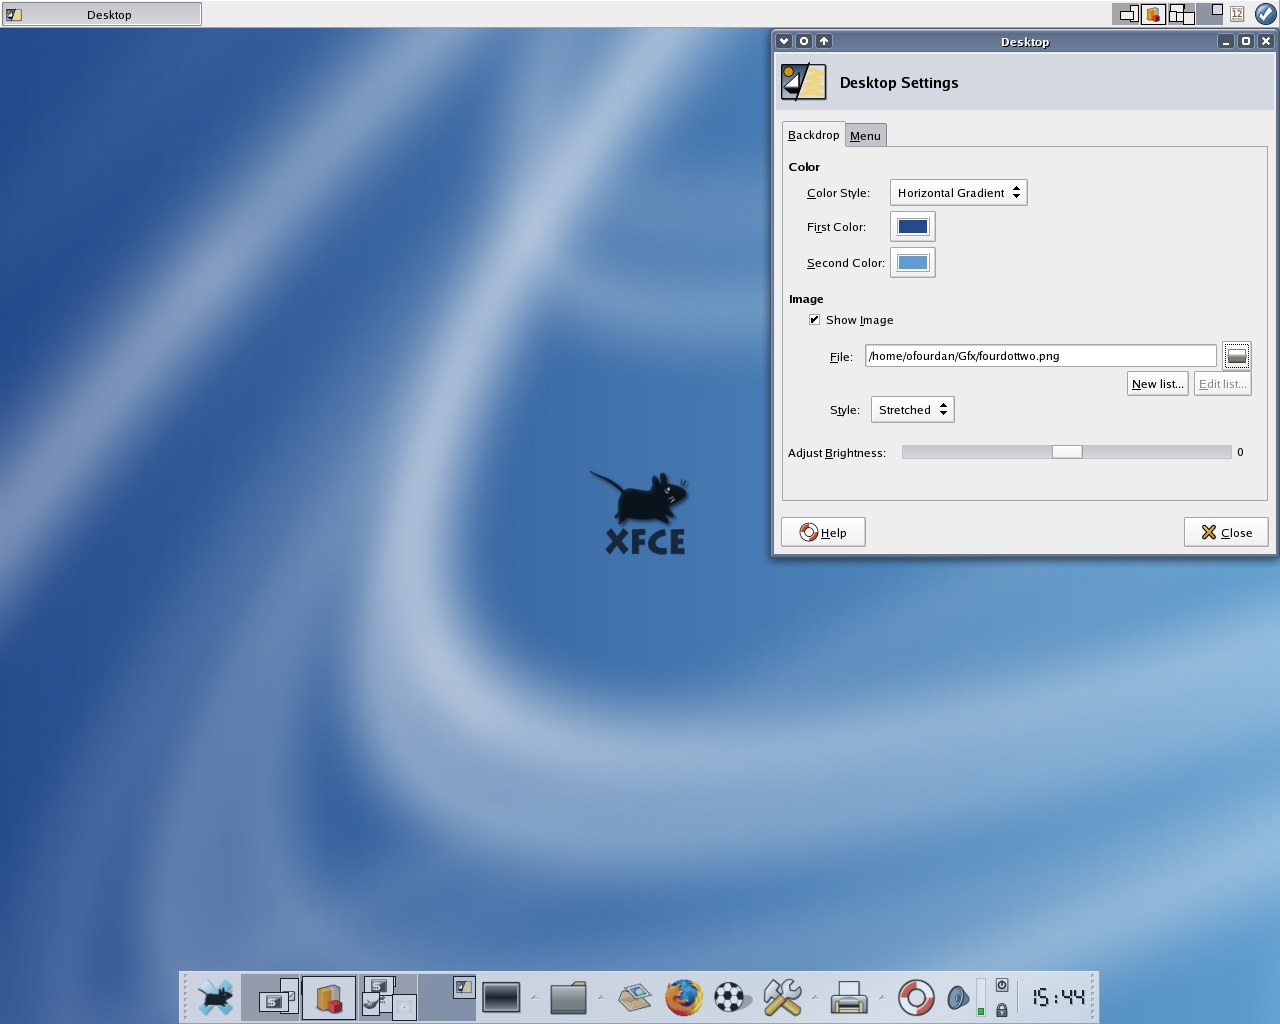 Desktop
12
Desktop
Desktop Settings
Backdrop
Menu
Color
Color Style:
Horizontal Gradient
First Color:
Second Color:
Image
Show Image
File:
/home/ofourdan/Gfx/fourdottwo.png
New list...
Edit list...
Style:
Stretched
Adjust Brightness:
0
Help
Close
XFCE
15:44